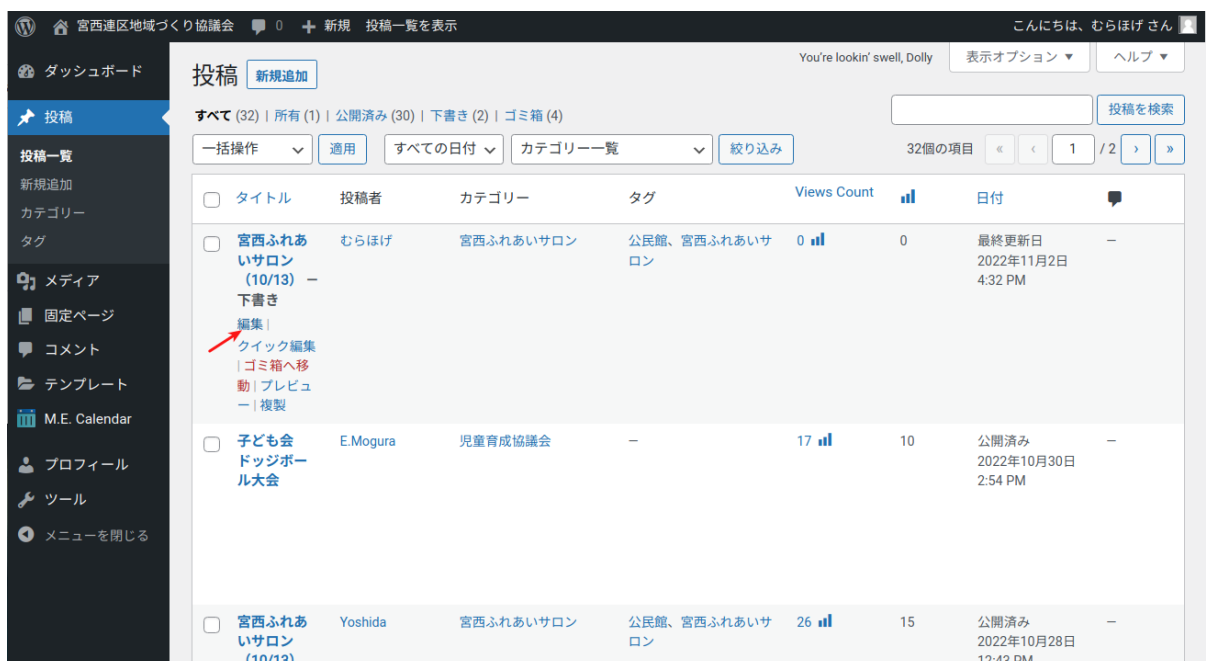 宮西連区地域づくり協議会 0 新規 投稿一覧を表示 こんにちは、むらほげ さん
ダッシュボード
投稿
投稿一覧
新規追加
カテゴリー
タグ
メディア
固定ページ
コメント
テンプレート
M.E. Calendar
プロフィール
ツール
メニューを閉じる
You're lookin' swell, Dolly 表示オプション ▼ ヘルプ ▼
投稿 新規追加
すべて (32) | 所有 (1) | 公開済み (30) | 下書き (2) | ゴミ箱 (4)
投稿を検索
一括操作 適用 すべての日付 カテゴリー一覧 絞り込み 32個の項目 « ‹ 1 / 2 › »
タイトル 投稿者 カテゴリー タグ Views Count 日付
宮西ふれあ むらほげ 宮西ふれあいサロン 公民館、宮西ふれあいサ 0 0 最終更新日 —
いサロン ロン 2022年11月2日
（10/13） — 4:32 PM
下書き
編集 |
クイック編集
| ゴミ箱へ移
動 | プレビュ
ー | 複製
子ども会 E.Mogura 児童育成協議会 — 17 10 公開済み —
ドッジボー 2022年10月30日
ル大会 2:54 PM
宮西ふれあ Yoshida 宮西ふれあいサロン 公民館、宮西ふれあいサ 26 15 公開済み —
いサロン ロン 2022年10月28日
(10/13) 12:43 PM